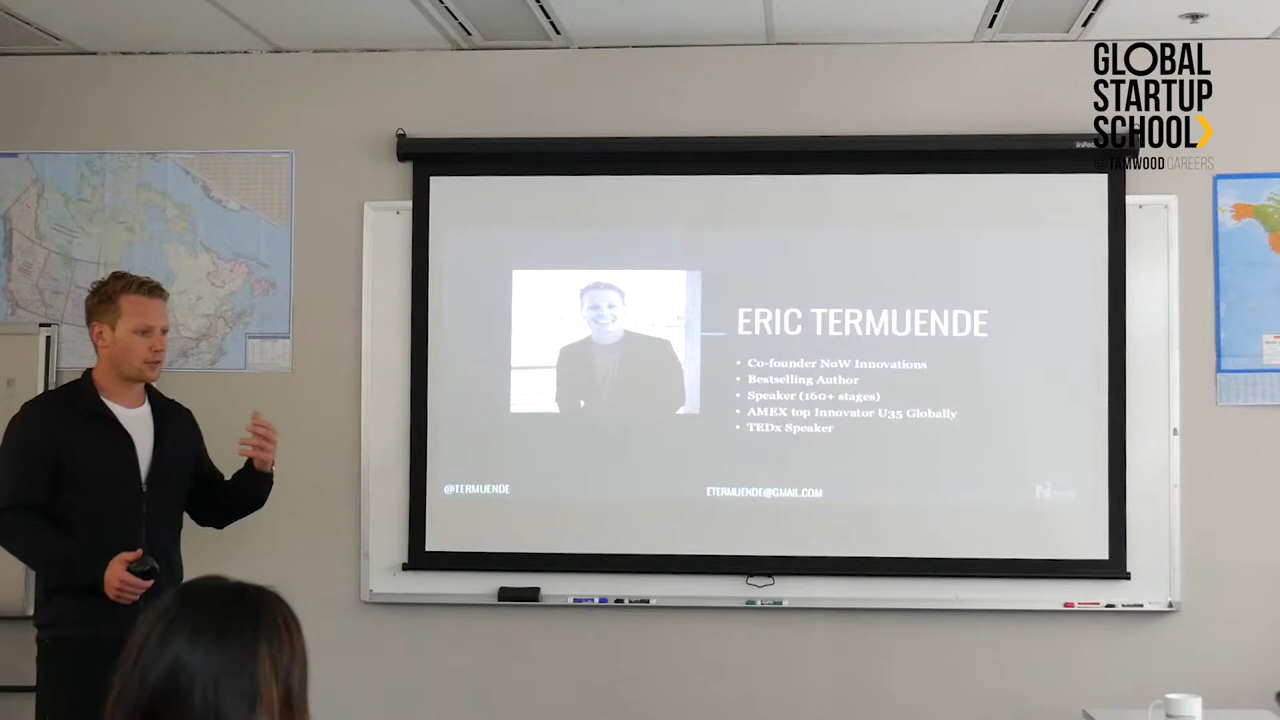 GLOBAL
STARTUP
SCHOOL
@ TAMWOOD CAREERS
ERIC TERMUENDE
• Co-founder NoW Innovations
• Bestselling Author
• Speaker (160+ stages)
• AMEX top Innovator U35 Globally
• TEDx Speaker
@TERMUENDE
ETERMUENDE@GMAIL.COM
N